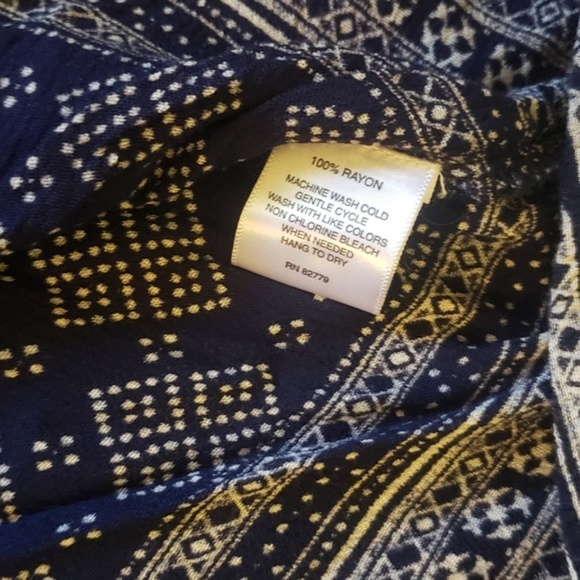 100% RAYON
MACHINE WASH COLD
GENTLE CYCLE
WASH WITH LIKE COLORS
NON CHLORINE BLEACH
WHEN NEEDED
HANG TO DRY
RN 82779